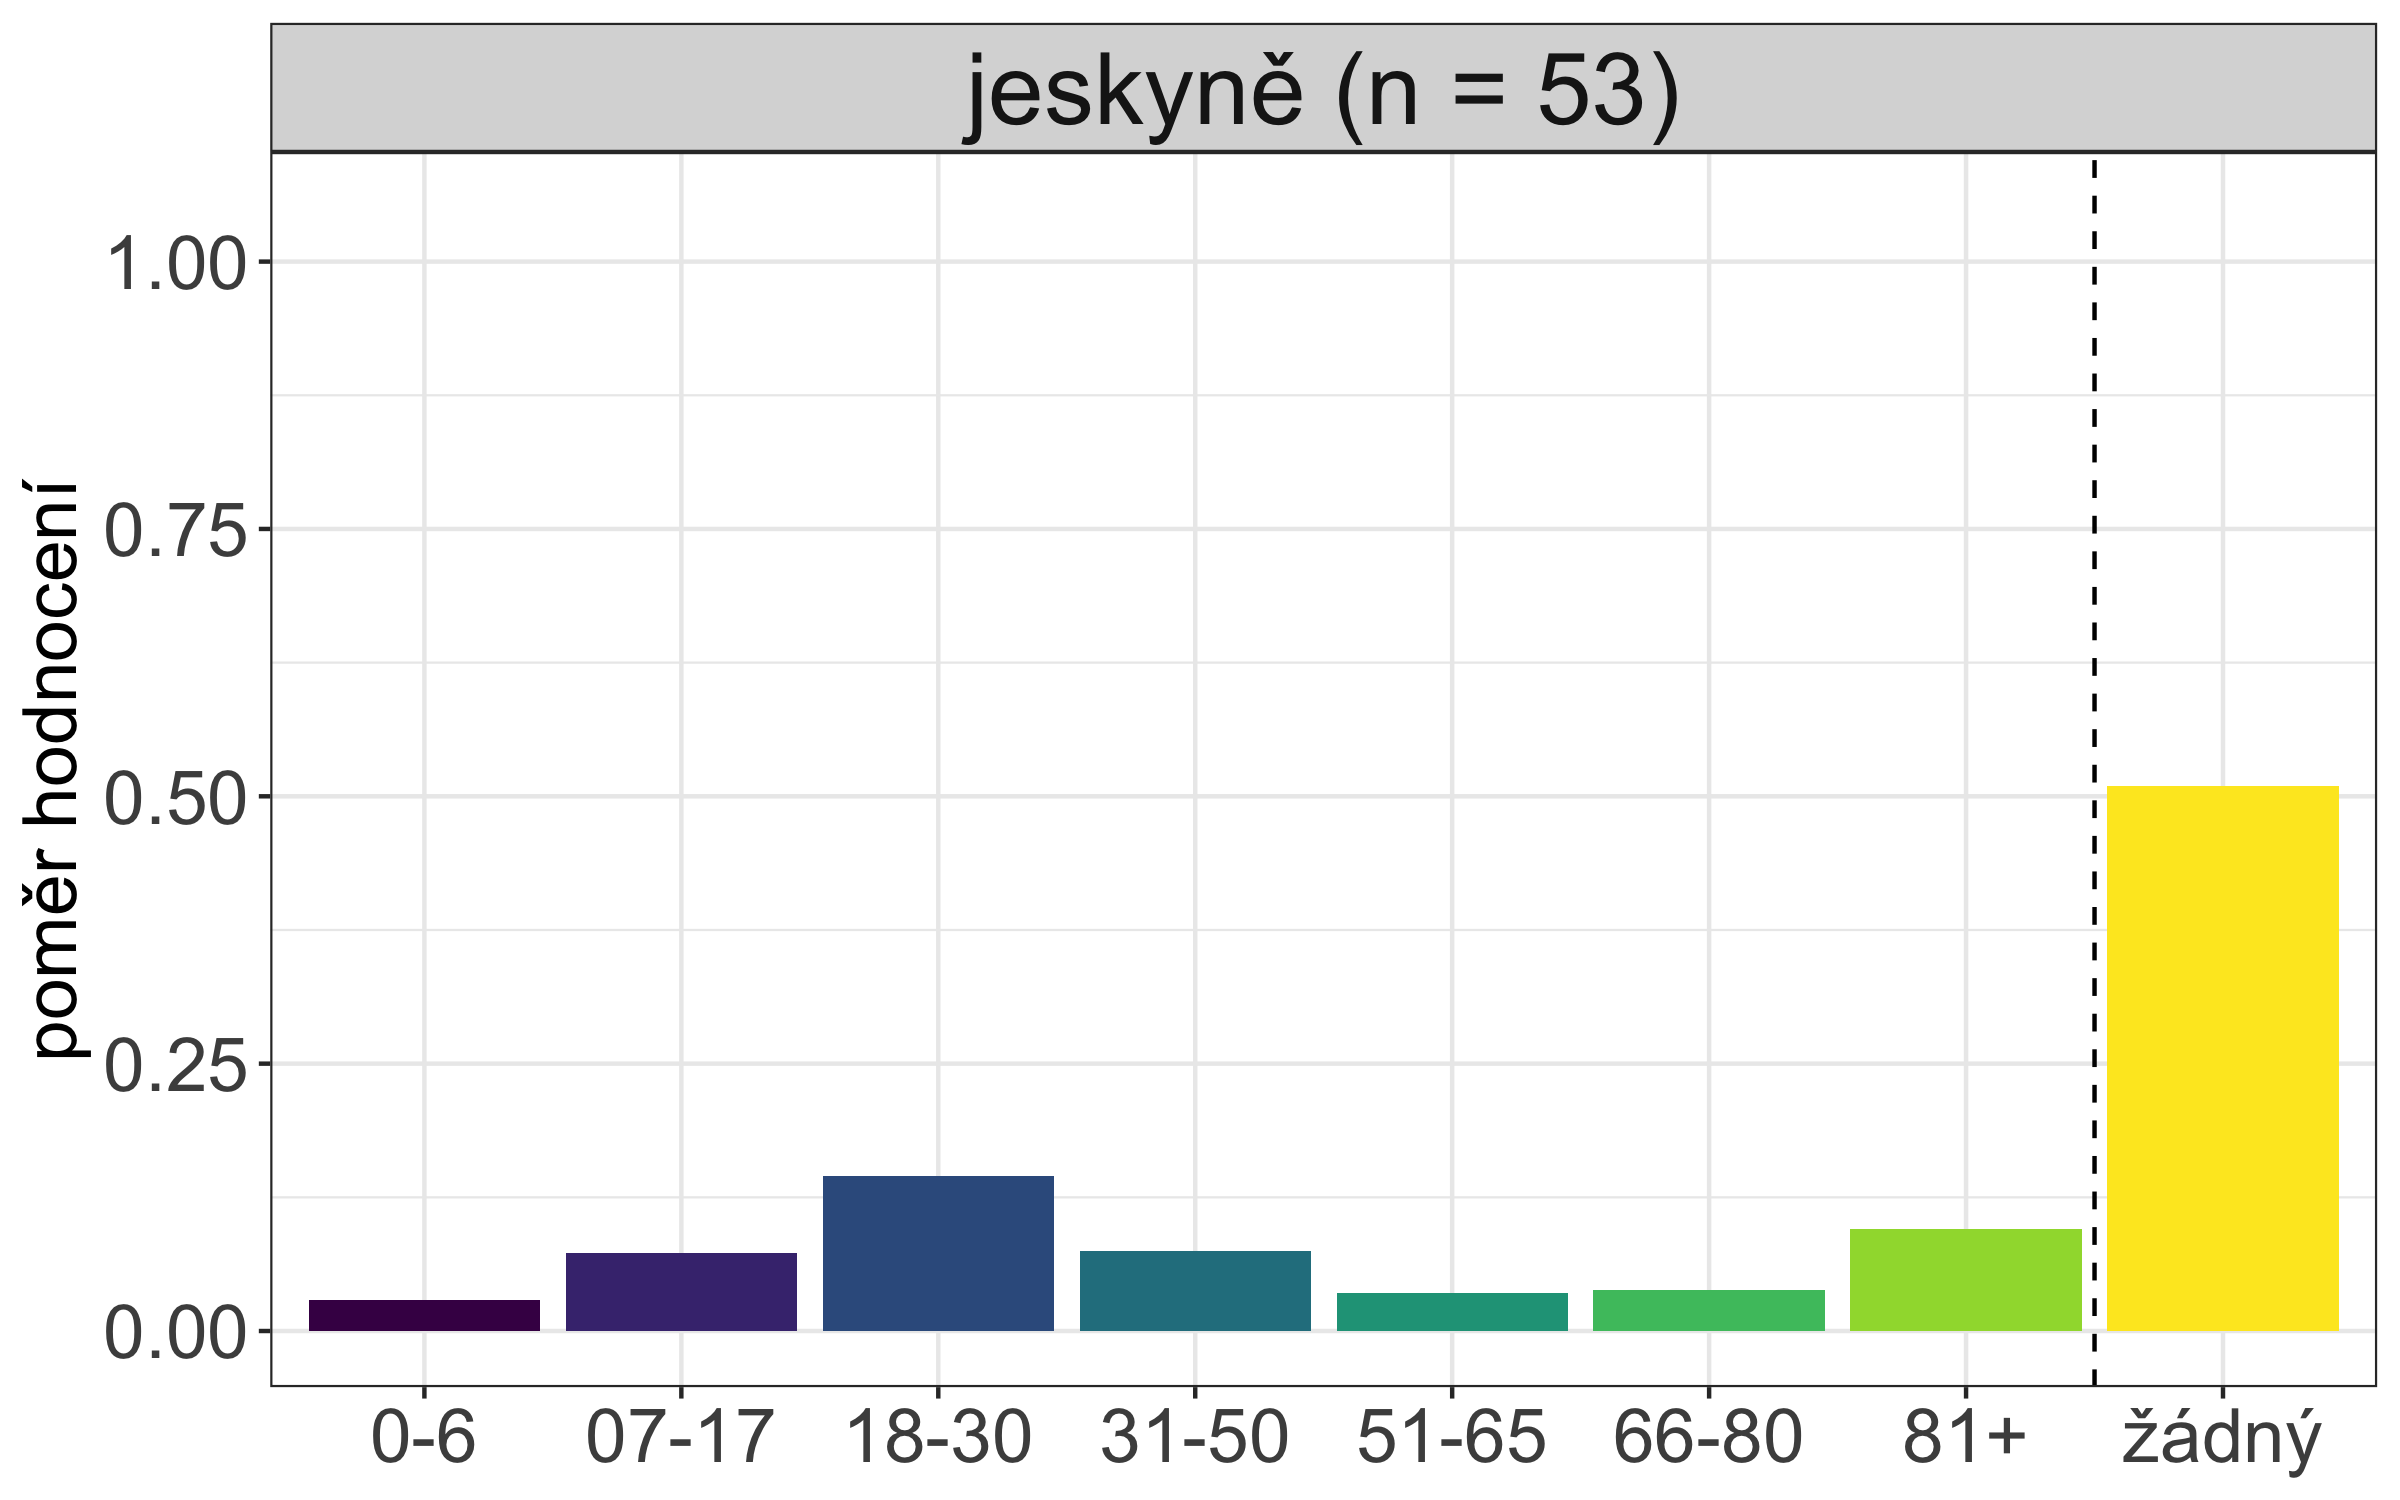 jeskyně (n = 53)
poměr hodnocení
1.00
0.75
0.50
0.25
0.00
0-6 07-17 18-30 31-50 51-65 66-80 81+ žádný